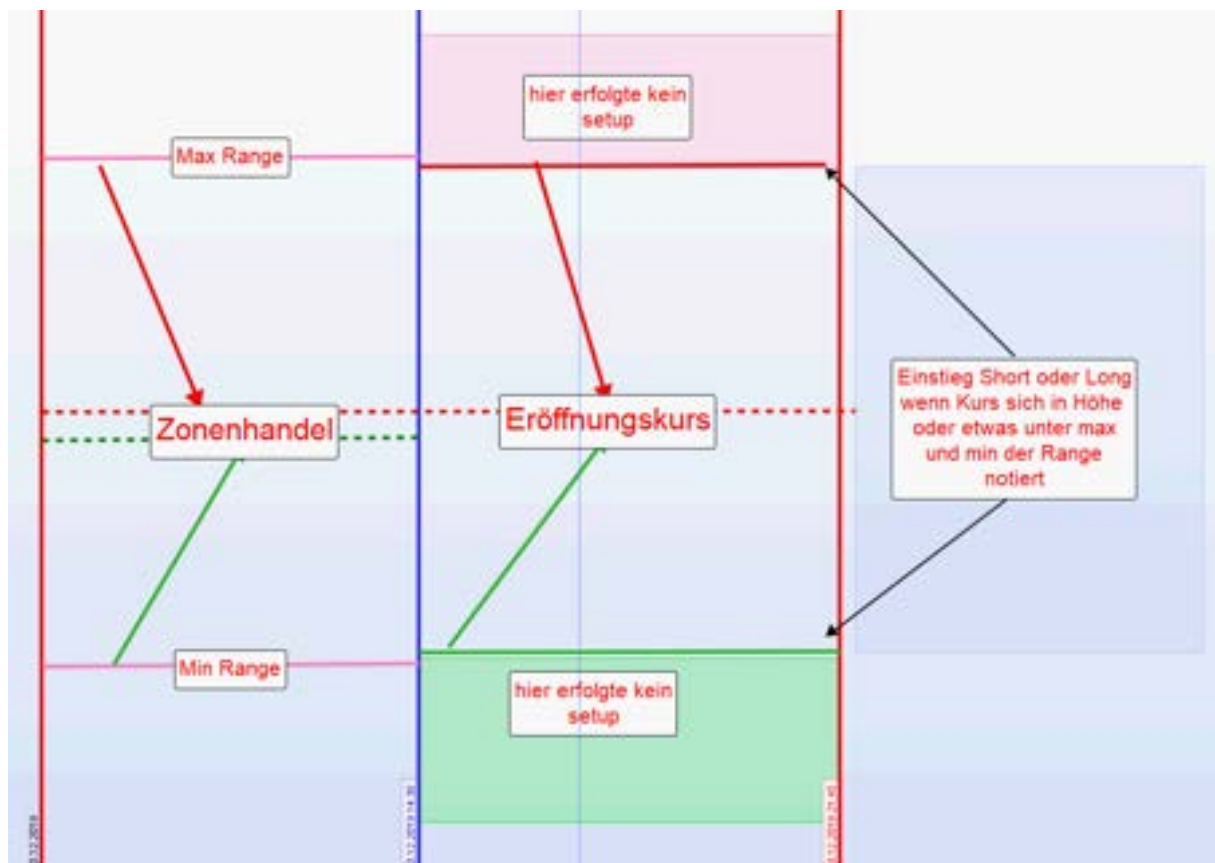 hier erfolgte kein
setup
Max Range
Zonenhandel
Eröffnungskurs
Einstieg Short oder Long
wenn Kurs sich in Höhe
oder etwas unter max
und min der Range
notiert
Min Range
hier erfolgte kein
setup